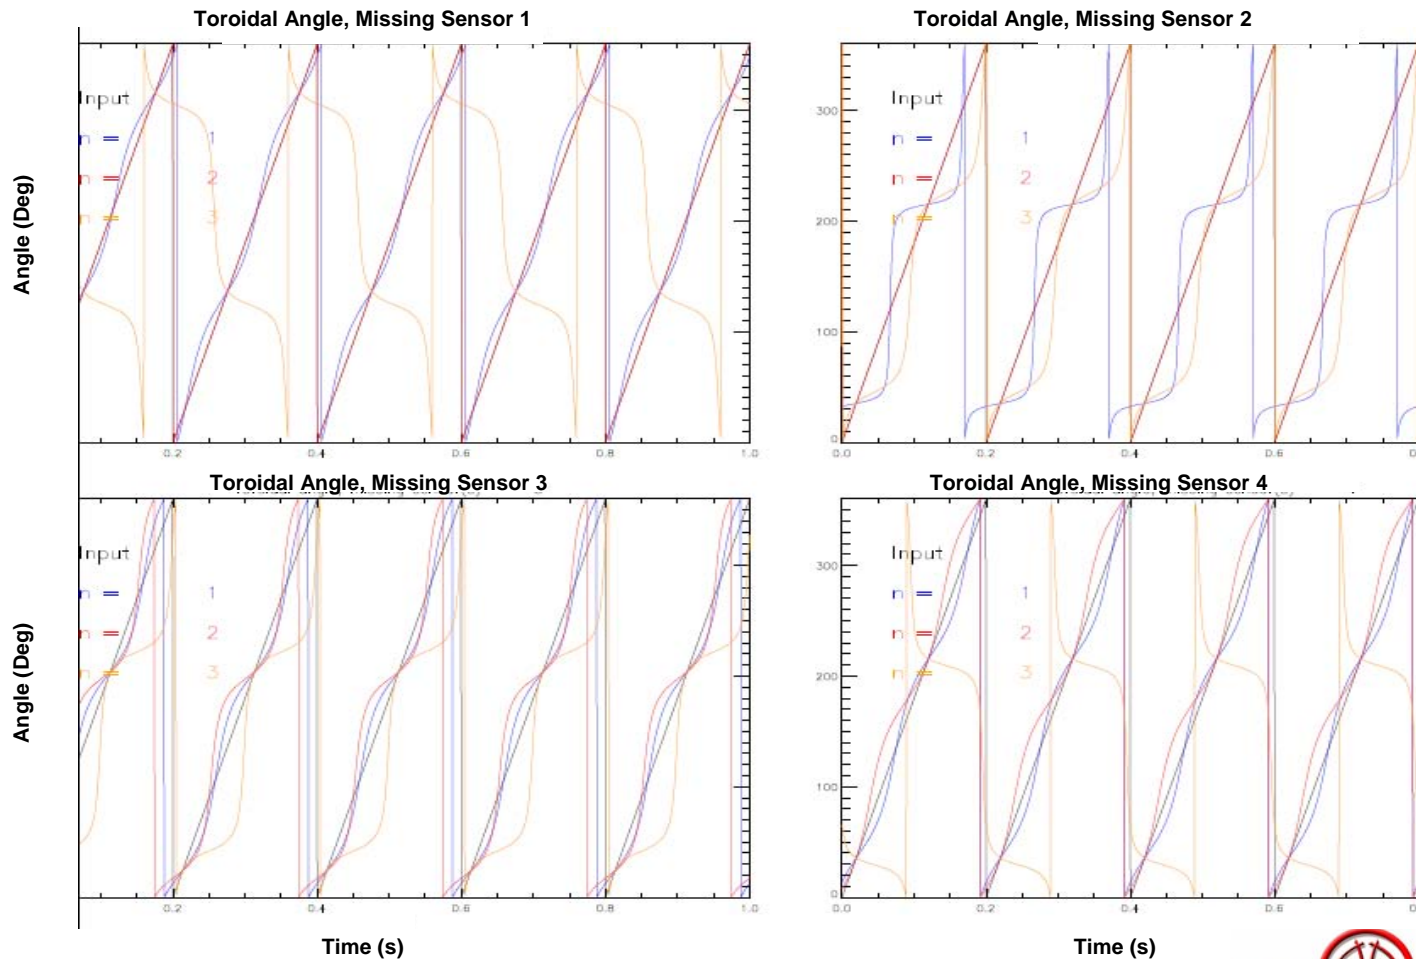 Toroidal Angle, Missing Sensor 1
Input
n = 1
n = 2
n = 3
Angle (Deg)
0.2 0.4 0.6 0.8 1.0
Toroidal Angle, Missing Sensor 2
Input
n = 1
n = 2
n = 3
300
200
100
0
0.0 0.2 0.4 0.6
Toroidal Angle, Missing Sensor 3
Input
n = 1
n = 2
n = 3
Angle (Deg)
0.2 0.4 0.6 0.8 1.0
Time (s)
Toroidal Angle, Missing Sensor 4
Input
n = 1
n = 2
n = 3
300
200
100
0
0.0 0.2 0.4 0.6
Time (s)